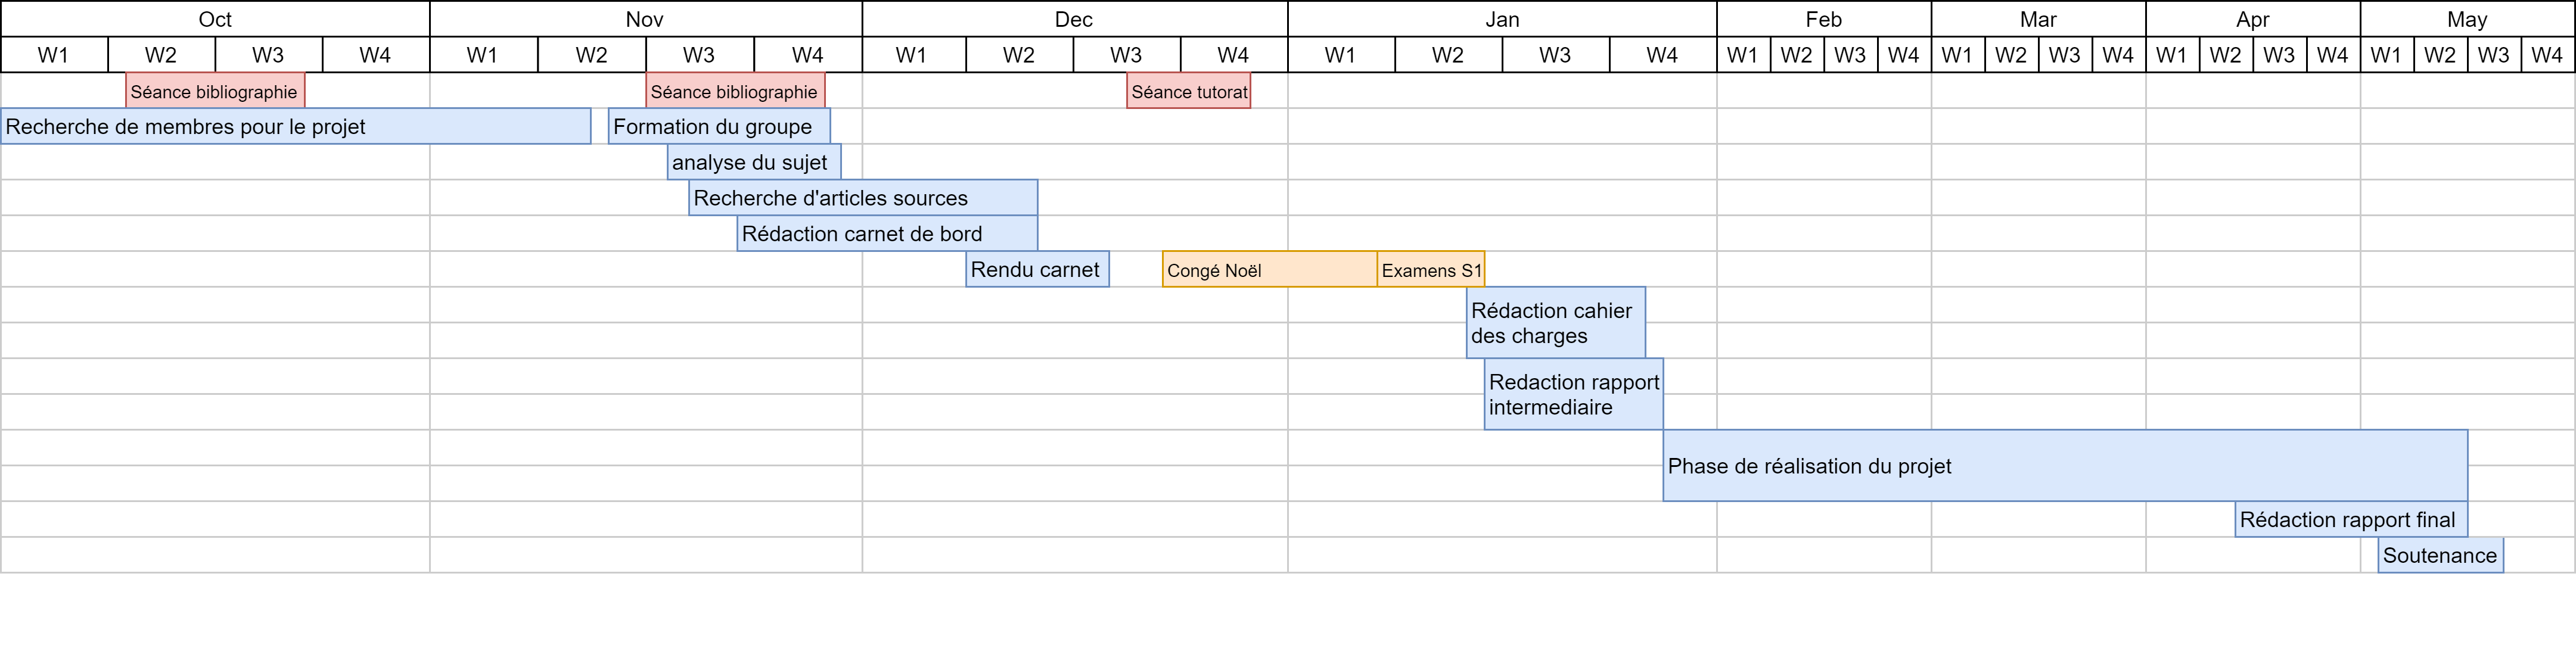 Oct Nov Dec Jan Feb Mar Apr May
W1 W2 W3 W4 W1 W2 W3 W4 W1 W2 W3 W4 W1 W2 W3 W4 W1 W2 W3 W4 W1 W2 W3 W4 W1 W2 W3 W4 W1 W2 W3 W4
Séance bibliographie Séance bibliographie Séance tutorat
Recherche de membres pour le projet Formation du groupe
analyse du sujet
Recherche d'articles sources
Rédaction carnet de bord
Rendu carnet Congé Noël Examens S1
Rédaction cahier
des charges
Redaction rapport
intermediaire
Phase de réalisation du projet
Rédaction rapport final
Soutenance